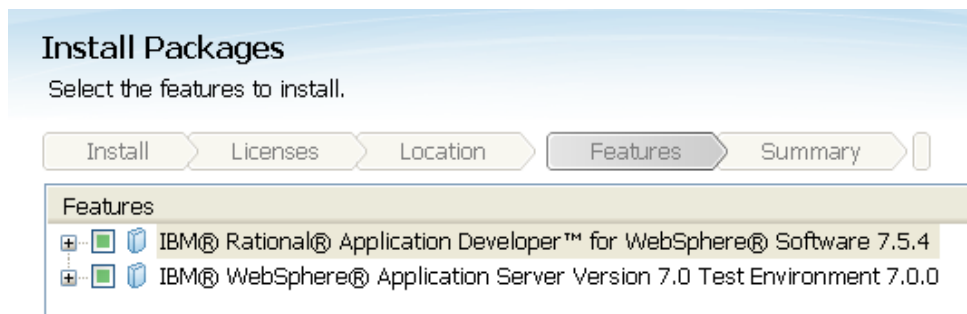 Install Packages
Select the features to install.
Install Licenses Location Features Summary
Features
IBM® Rational® Application Developer™ for WebSphere® Software 7.5.4
IBM® WebSphere® Application Server Version 7.0 Test Environment 7.0.0